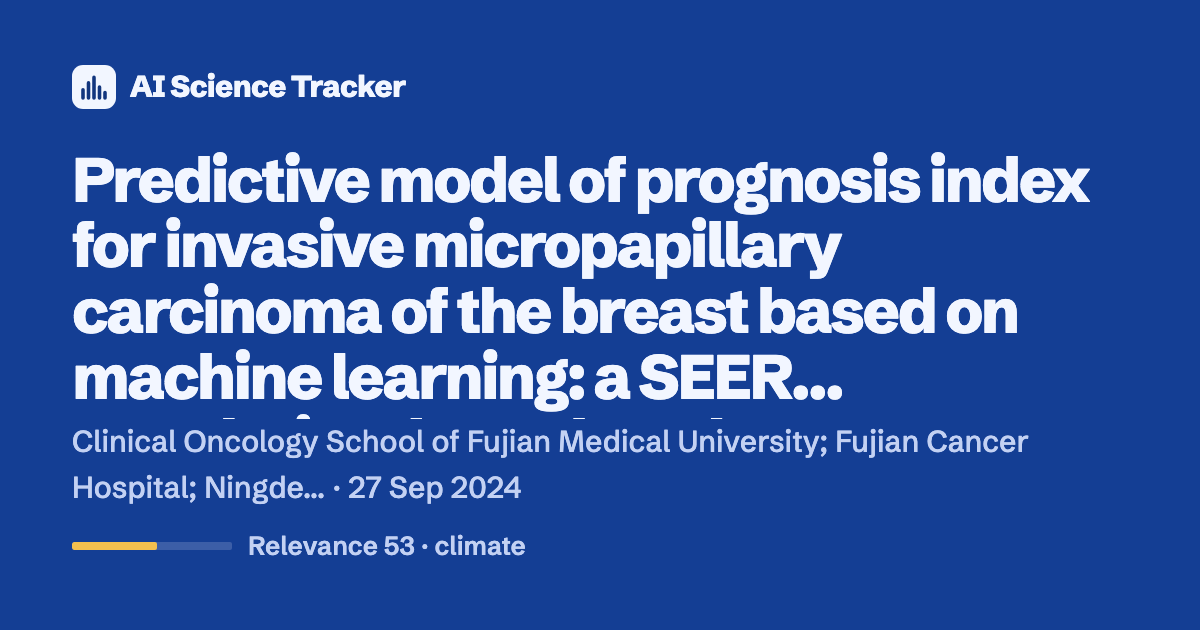 AI Science Tracker
Predictive model of prognosis index
for invasive micropapillary
carcinoma of the breast based on
machine learning: a SEER...
Clinical Oncology School of Fujian Medical University; Fujian Cancer
Hospital; Ningde... · 27 Sep 2024
Relevance 53 · climate